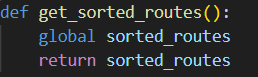 def get_sorted_routes():
    global sorted_routes
    return sorted_routes